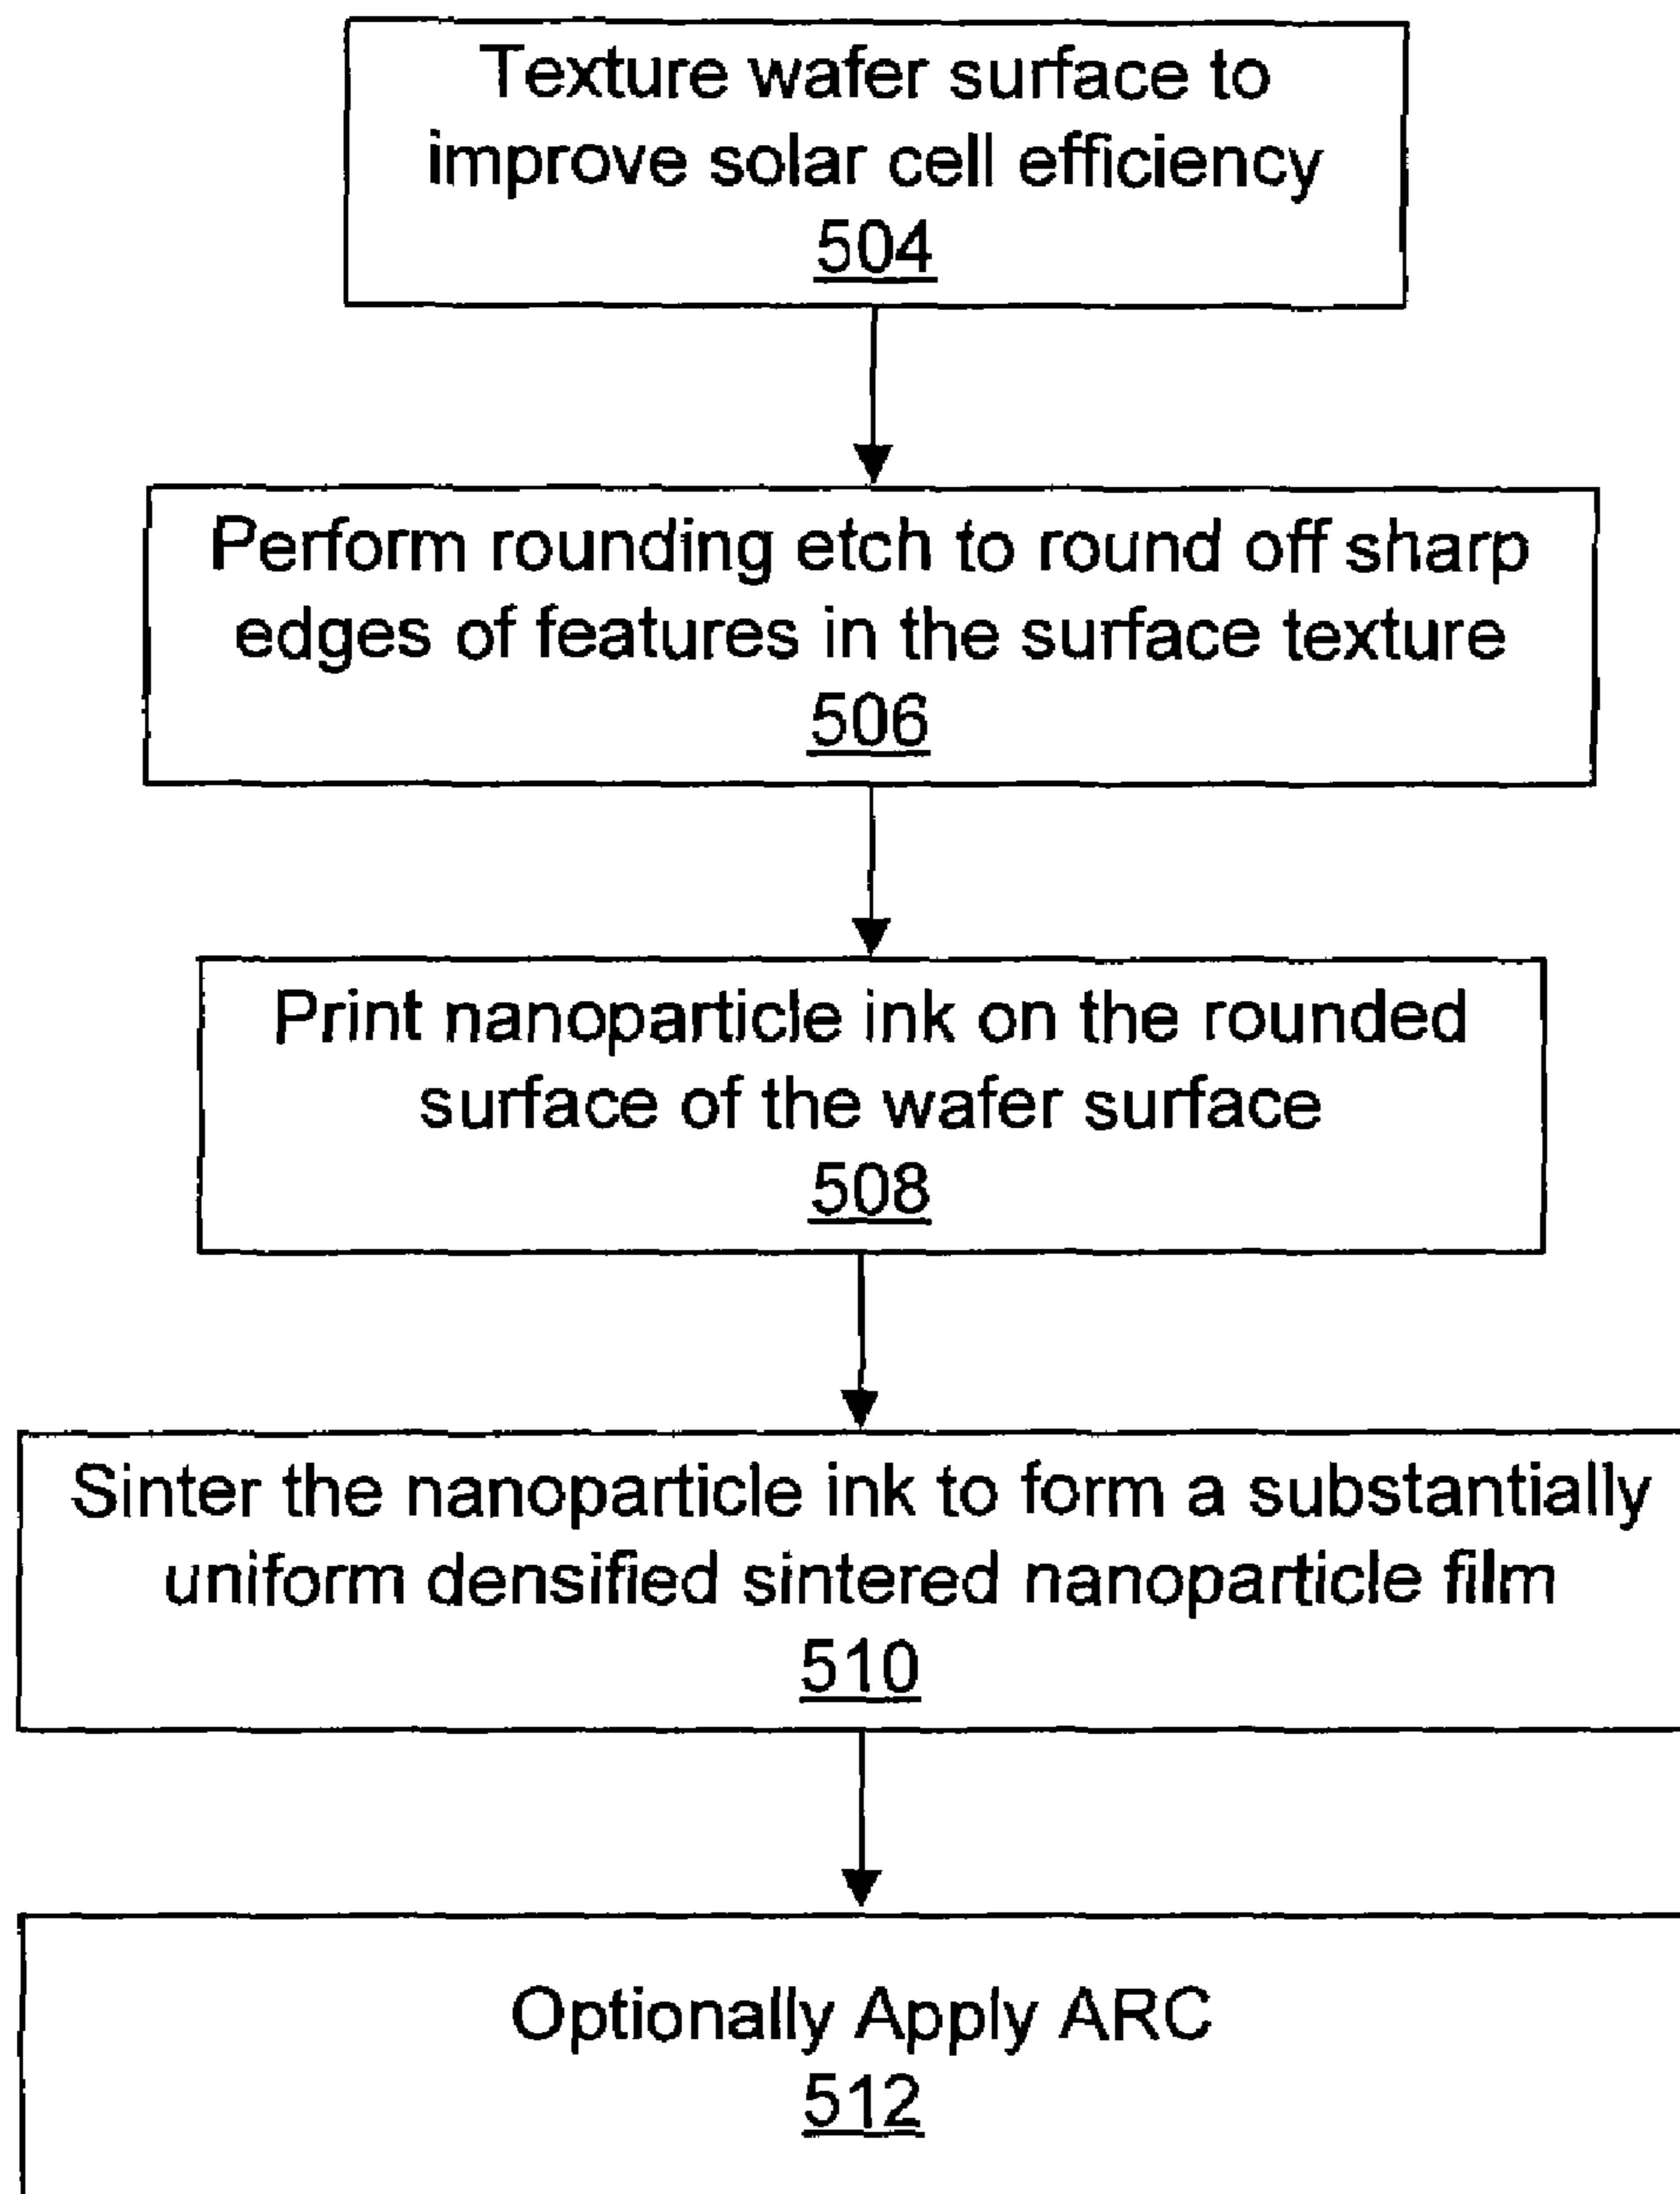 Texture wafer surface to
improve solar cell efficiency
504
Perform rounding etch to round off sharp
edges of features in the surface texture
506
Print nanoparticle ink on the rounded
surface of the wafer surface
508
Sinter the nanoparticle ink to form a substantially
uniform densified sintered nanoparticle film
510
Optionally Apply ARC
512